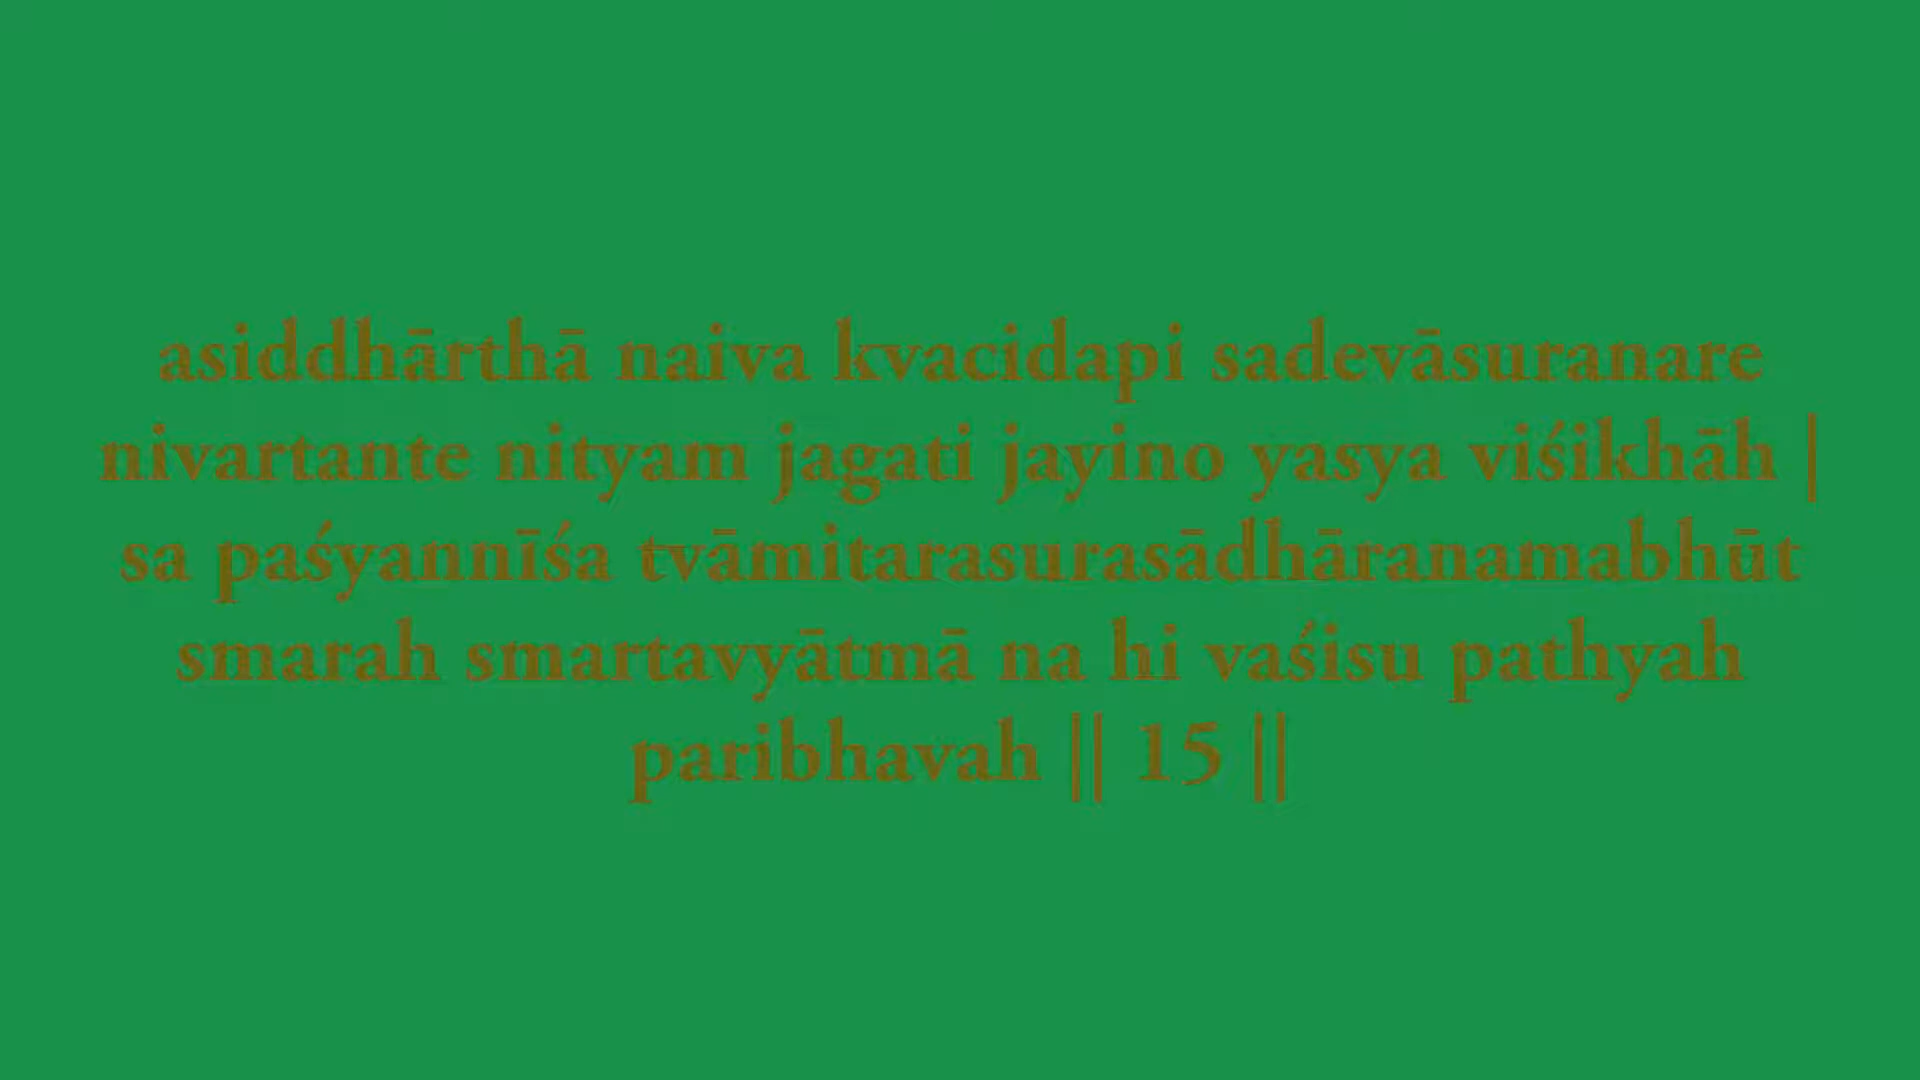 asiddhārthā naiva kvacidapi sadevāsuranare
nivartante nityam jagati jayino yasya viśikhāh |
sa paśyannīśa tvāmitarasurasādhāranamabhūt
smarah smartavyātmā na hi vaśisu pathyah
paribhavah || 15 ||